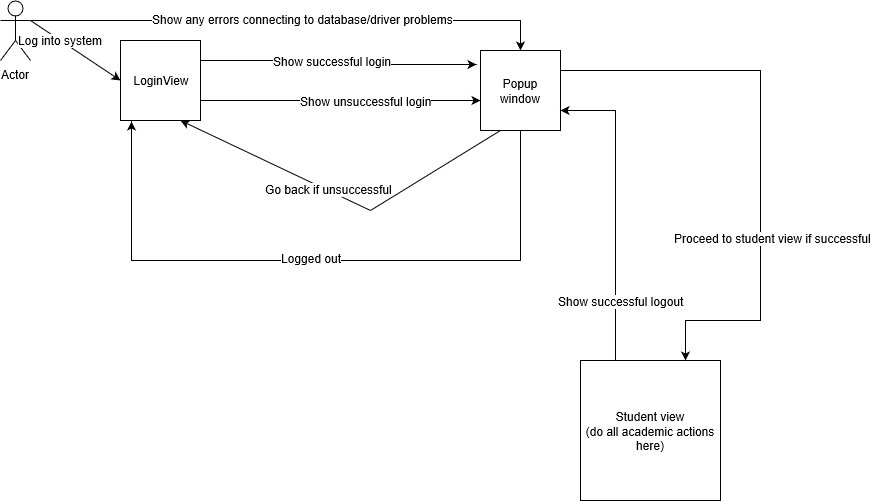 Show any errors connecting to database/driver problems
Log into system
Actor
LoginView
Show successful login
Show unsuccessful login
Popup
window
Go back if unsuccessful
Proceed to student view if successful
Logged out
Show successful logout
Student view
(do all academic actions
here)